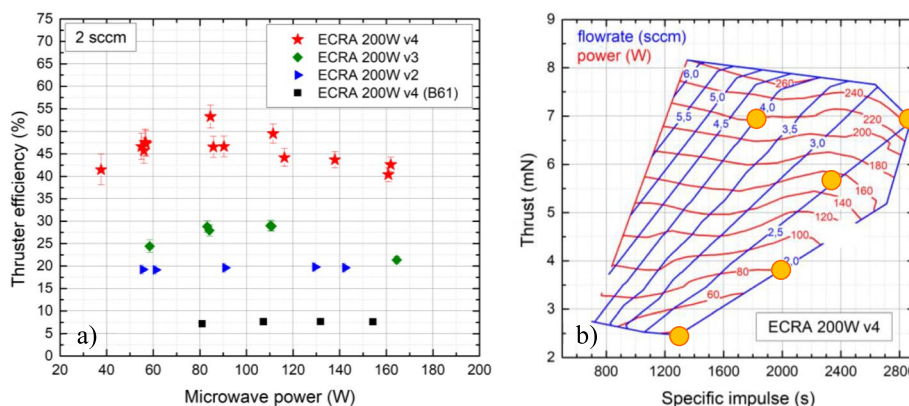 75
70
65
60
55
50
45
40
35
30
25
20
15
10
5
0
Thruster efficiency (%)
2 sccm
ECRA 200W v4
ECRA 200W v3
ECRA 200W v2
ECRA 200W v4 (B61)
a)
20 40 60 80 100 120 140 160 180 200
Microwave power (W)
9
8
7
6
5
4
3
2
Thrust (mN)
flowrate (sccm)
power (W)
6,0
5,5
5,0
4,5
4,0
3,5
3,0
2,5
2,0
260
240
220
200
180
160
140
120
100
80
60
b)
ECRA 200W v4
800 1200 1600 2000 2400 280
Specific impulse (s)